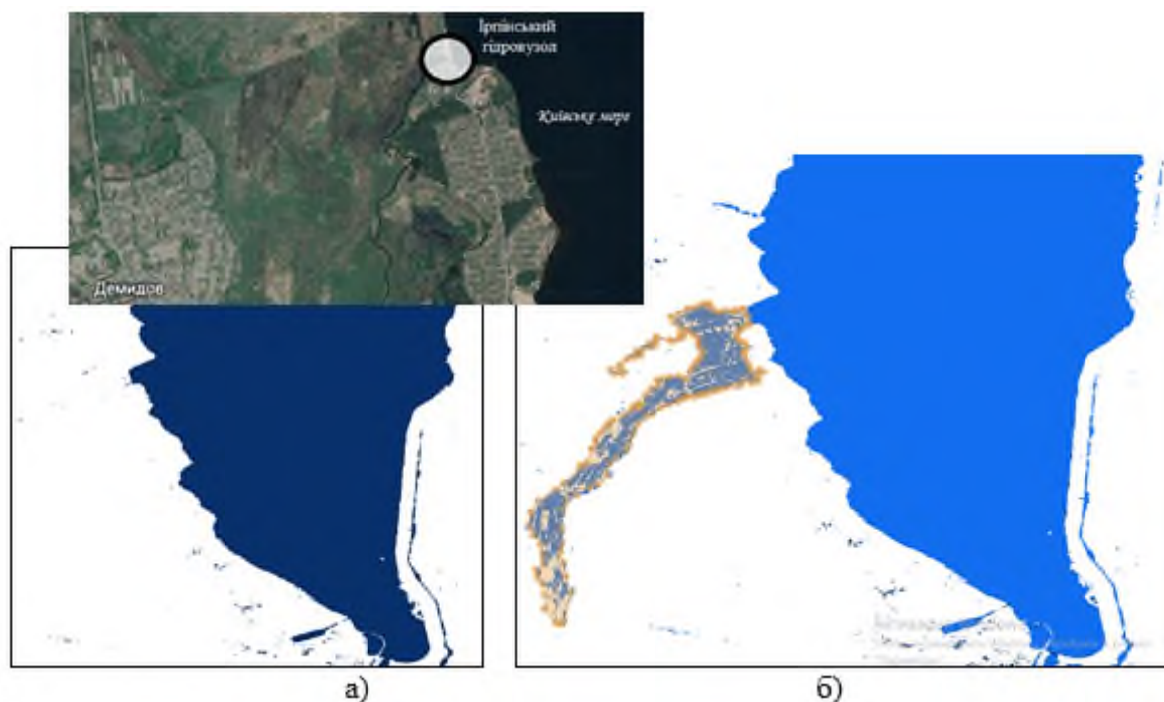 Ірпінський
гідровузол
Київське море
Демидов
а)
б)